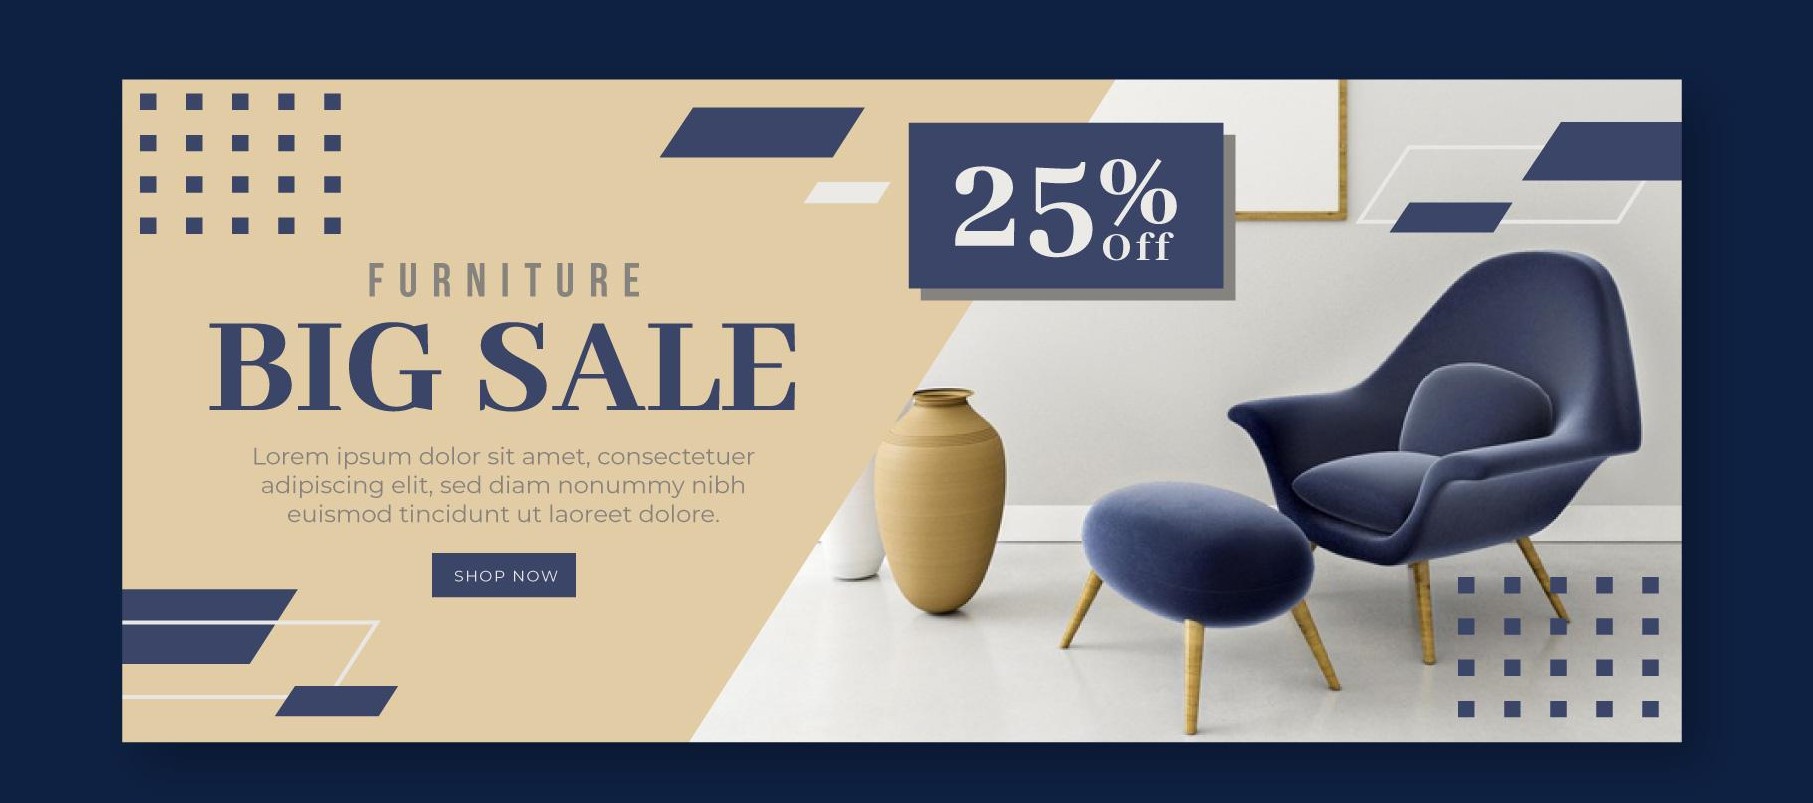 FURNITURE
BIG SALE
Lorem ipsum dolor sit amet, consectetuer
adipiscing elit, sed diam nonummy nibh
euismod tincidunt ut laoreet dolore.
SHOP NOW
25%
Off